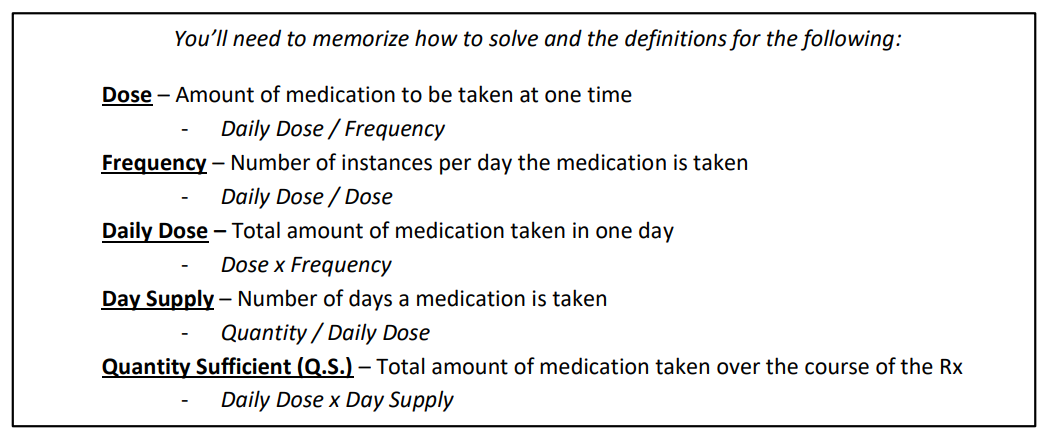 You’ll need to memorize how to solve and the definitions for the following:
Dose – Amount of medication to be taken at one time
- Daily Dose / Frequency
Frequency – Number of instances per day the medication is taken
- Daily Dose / Dose
Daily Dose – Total amount of medication taken in one day
- Dose x Frequency
Day Supply – Number of days a medication is taken
- Quantity / Daily Dose
Quantity Sufficient (Q.S.) – Total amount of medication taken over the course of the Rx
- Daily Dose x Day Supply